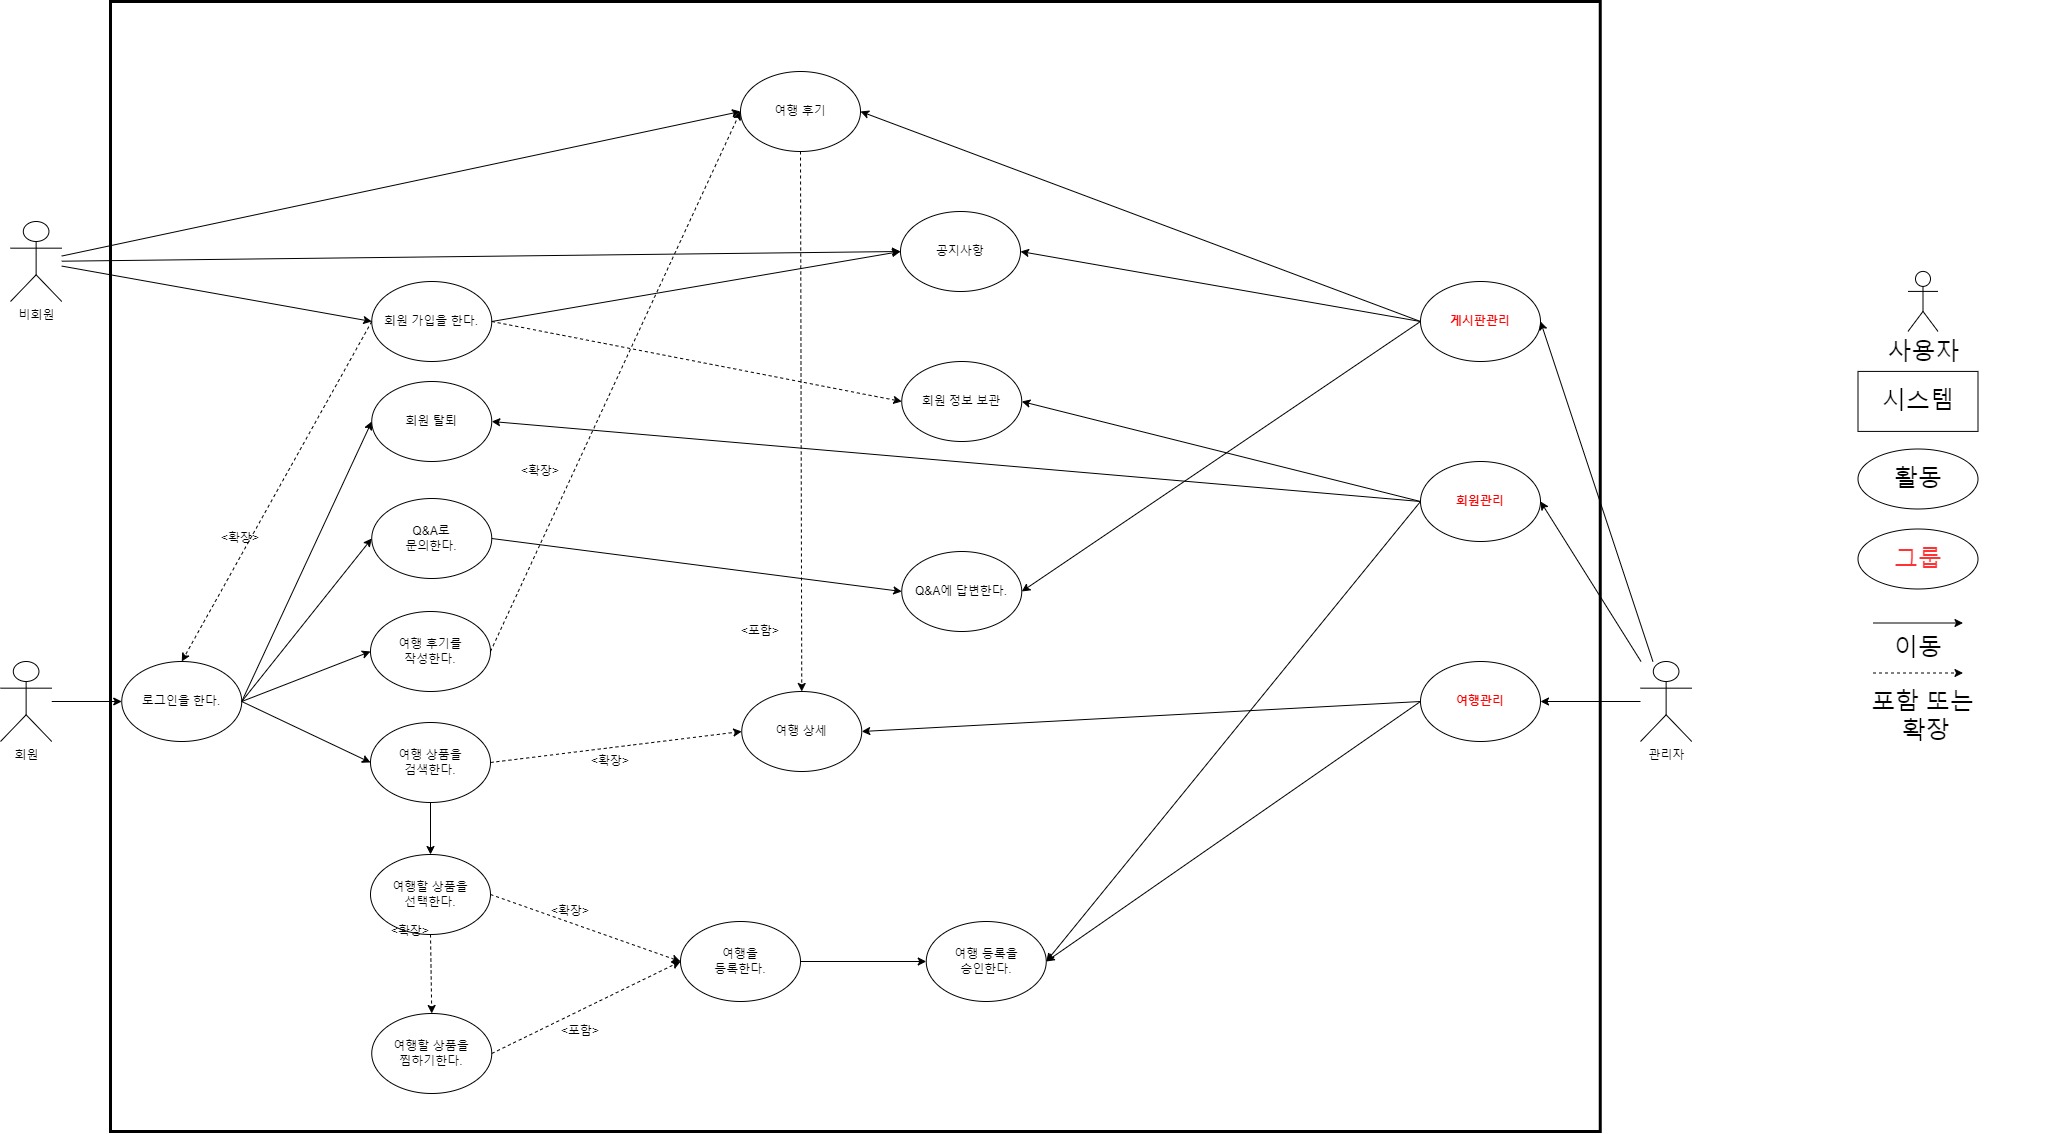 여행 후기
공지사항
비회원
회원 가입을 한다.
게시판관리
사용자
회원 정보 보관
시스템
회원 탈퇴
<확장>
활동
회원관리
<확장>
Q&A로
문의한다.
그룹
Q&A에 답변한다.
<포함>
여행 후기를
작성한다.
이동
로그인을 한다.
여행관리
포함 또는
확장
회원
여행 상품을
검색한다.
<확장>
여행 상세
관리자
여행할 상품을
선택한다.
<확장>
<확장>
여행을
등록한다.
여행 등록을
승인한다.
<포함>
여행할 상품을
찜하기한다.